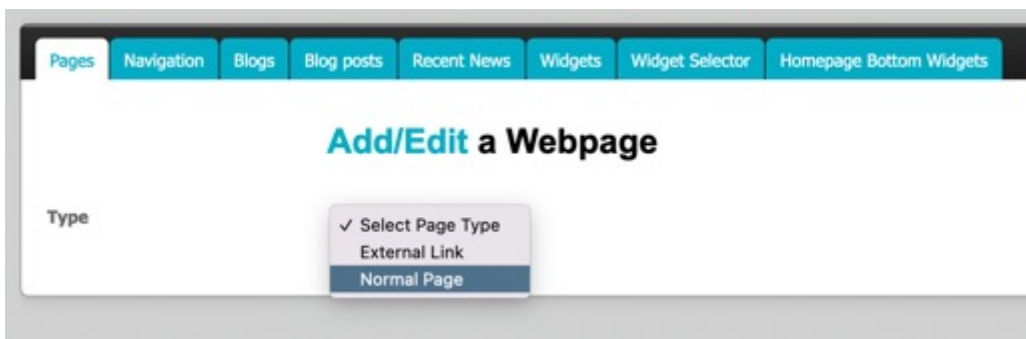 Pages Navigation Blogs Blog posts Recent News Widgets Widget Selector Homepage Bottom Widgets
Add/Edit a Webpage
Type
✓ Select Page Type
External Link
Normal Page